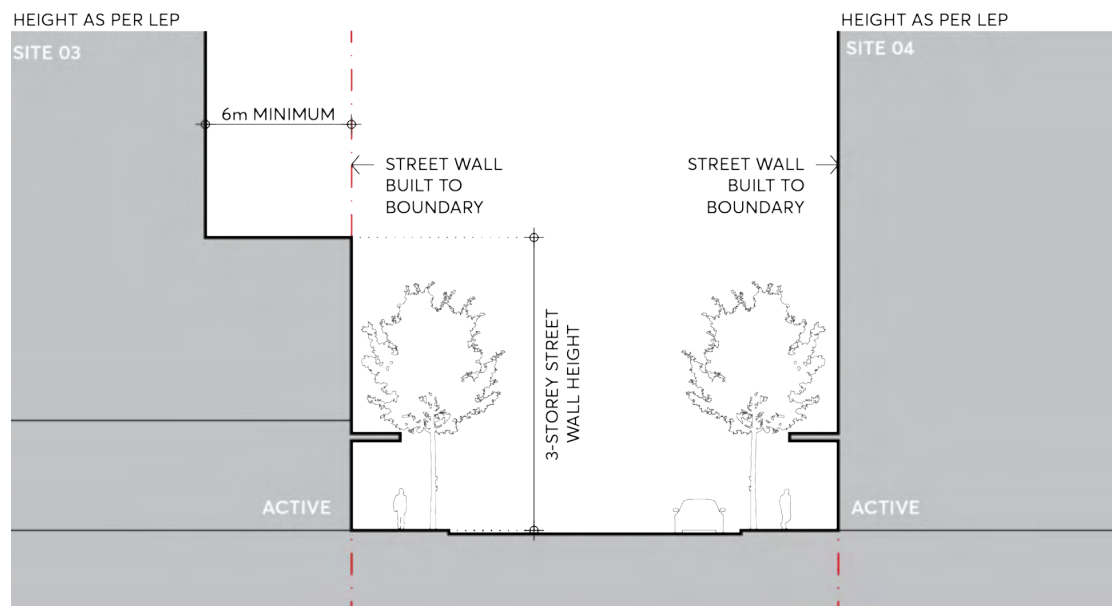 HEIGHT AS PER LEP
HEIGHT AS PER LEP
SITE 03
SITE 04
6m MINIMUM
STREET WALL
BUILT TO
BOUNDARY
STREET WALL
BUILT TO
BOUNDARY
3-STOREY STREET
WALL HEIGHT
ACTIVE
ACTIVE